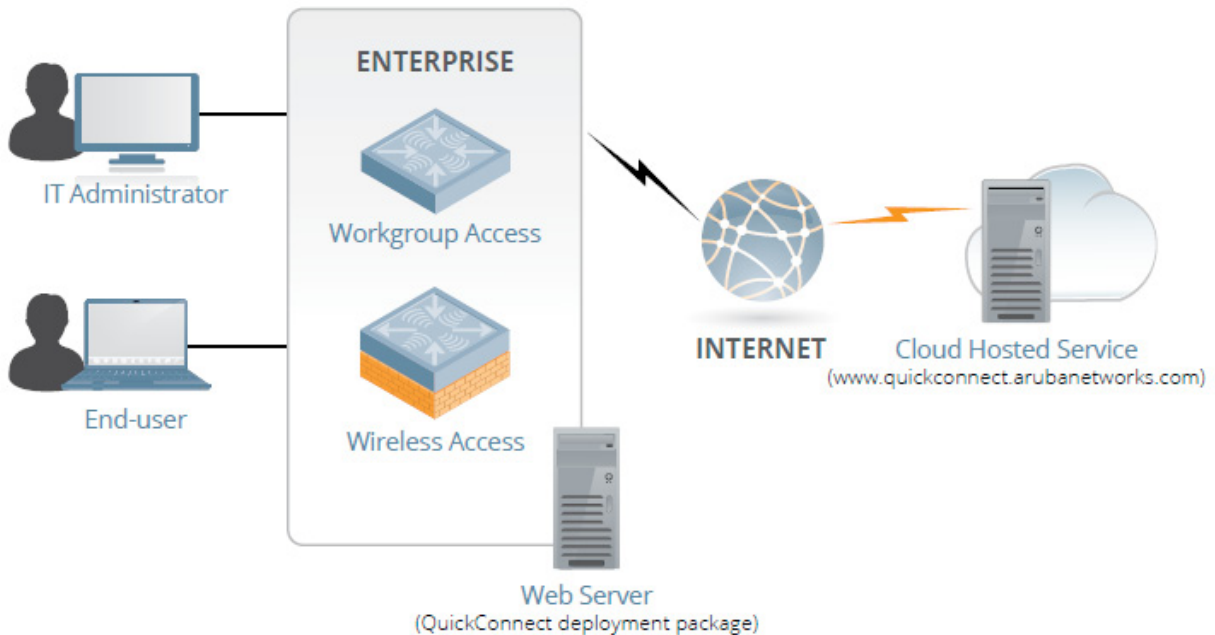 ENTERPRISE
IT Administrator
Workgroup Access
End-user
Wireless Access
INTERNET
Cloud Hosted Service
(www.quickconnect.arubanetworks.com)
Web Server
(QuickConnect deployment package)